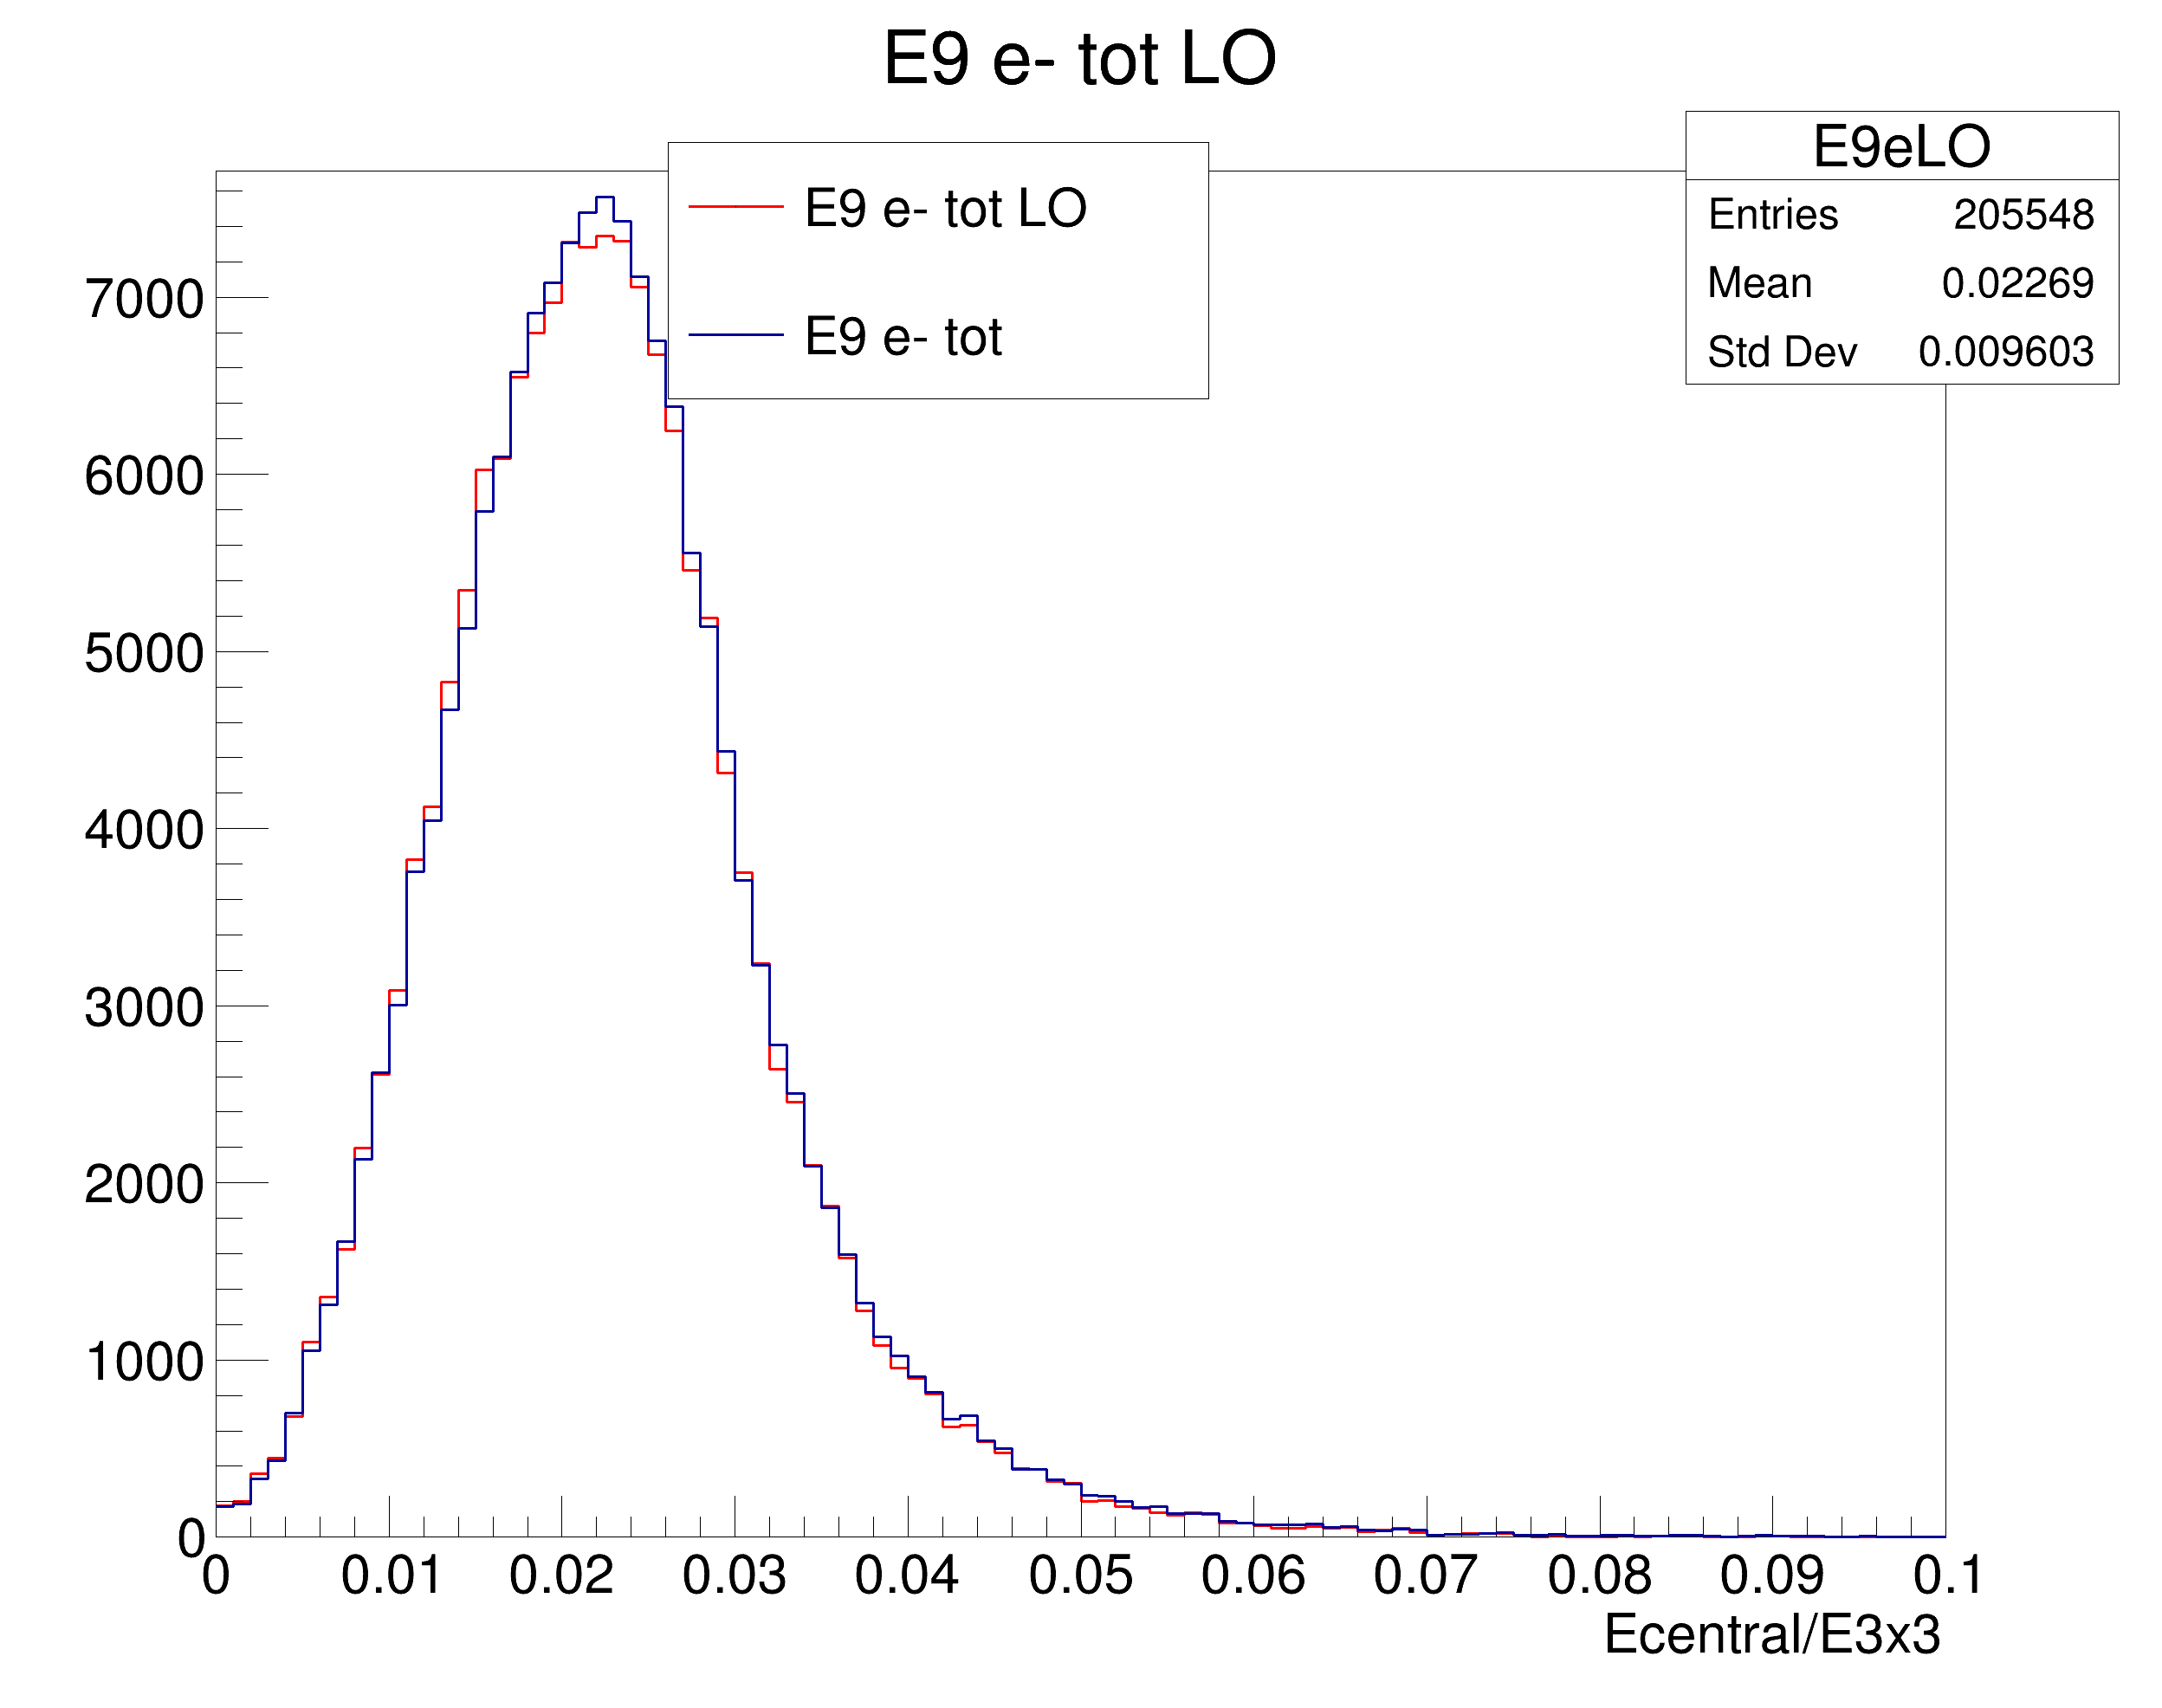 E9 e- tot LO
E9eLO
Entries 205548
Mean 0.02269
Std Dev 0.009603
E9 e- tot LO
E9 e- tot
7000
6000
5000
4000
3000
2000
1000
0
0 0.01 0.02 0.03 0.04 0.05 0.06 0.07 0.08 0.09 0.1
Ecentral/E3x3